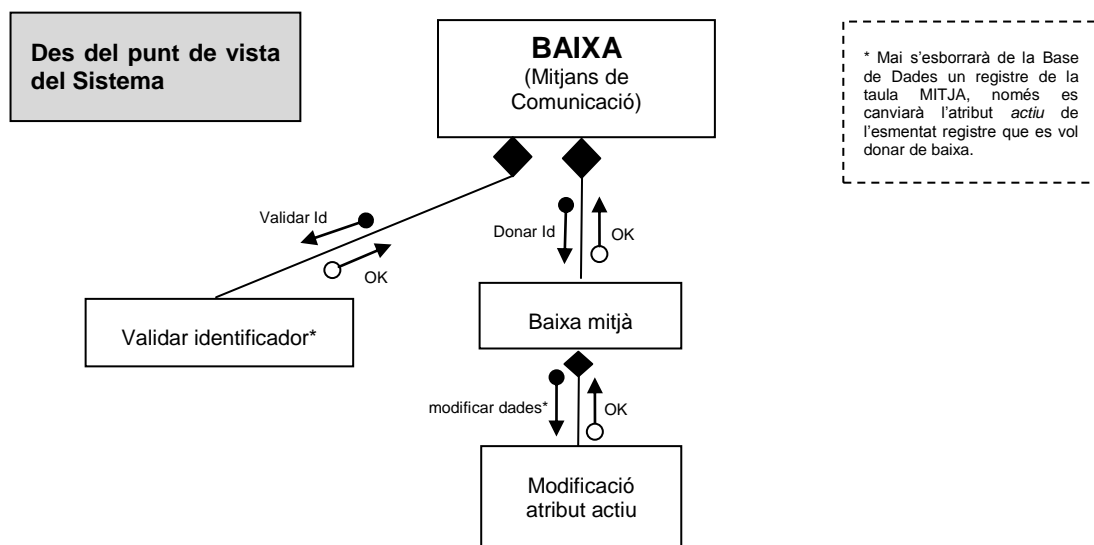 Des del punt de vista
del Sistema
BAIXA
(Mitjans de
Comunicació)
* Mai s'esborrarà de la Base
de Dades un registre de la
taula MITJA, només es
canviarà l'atribut actiu de
l'esmentat registre que es vol
donar de baixa.
Validar Id
OK
Donar Id
OK
Validar identificador*
Baixa mitjà
modificar dades*
OK
Modificació
atribut actiu